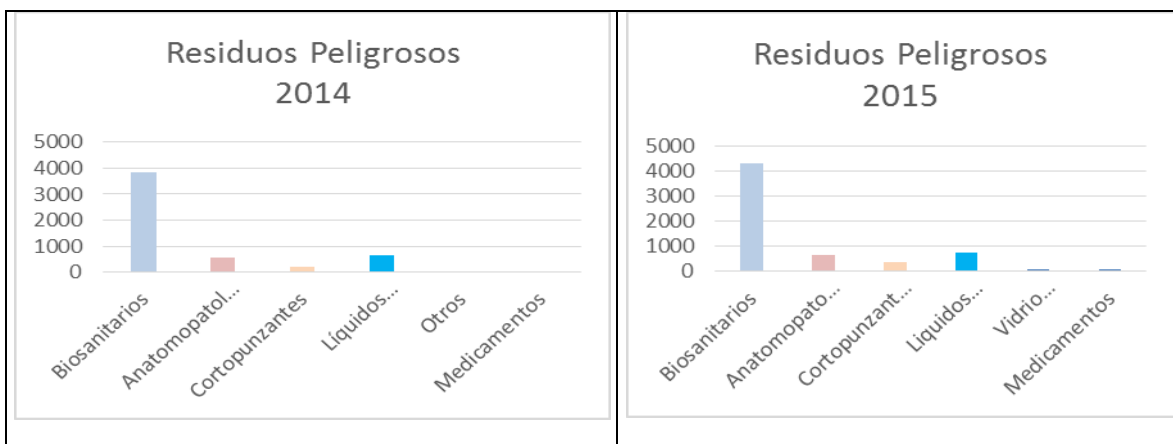 Residuos Peligrosos
2014
5000
4000
3000
2000
1000
0
Biosanitarios
Anatomopatol...
Cortopunzantes
Líquidos...
Otros
Medicamentos
Residuos Peligrosos
2015
5000
4000
3000
2000
1000
0
Biosanitarios
Anatomopato...
Cortopunzant...
Liquidos...
Vidrio...
Medicamentos